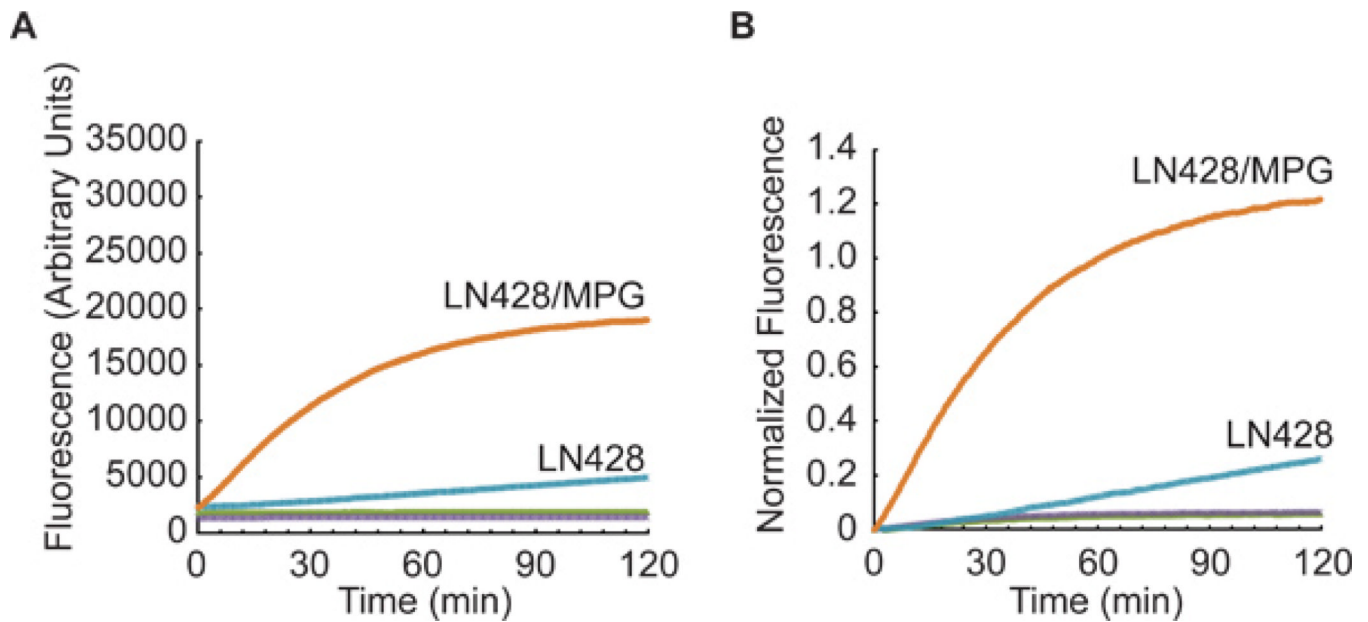 A
Fluorescence (Arbitrary Units)
35000
30000
25000
20000
15000
10000
5000
0
LN428/MPG
LN428
0 30 60 90 120
Time (min)
B
Normalized Fluorescence
1.4
1.2
1.0
0.8
0.6
0.4
0.2
0
LN428/MPG
LN428
0 30 60 90 120
Time (min)